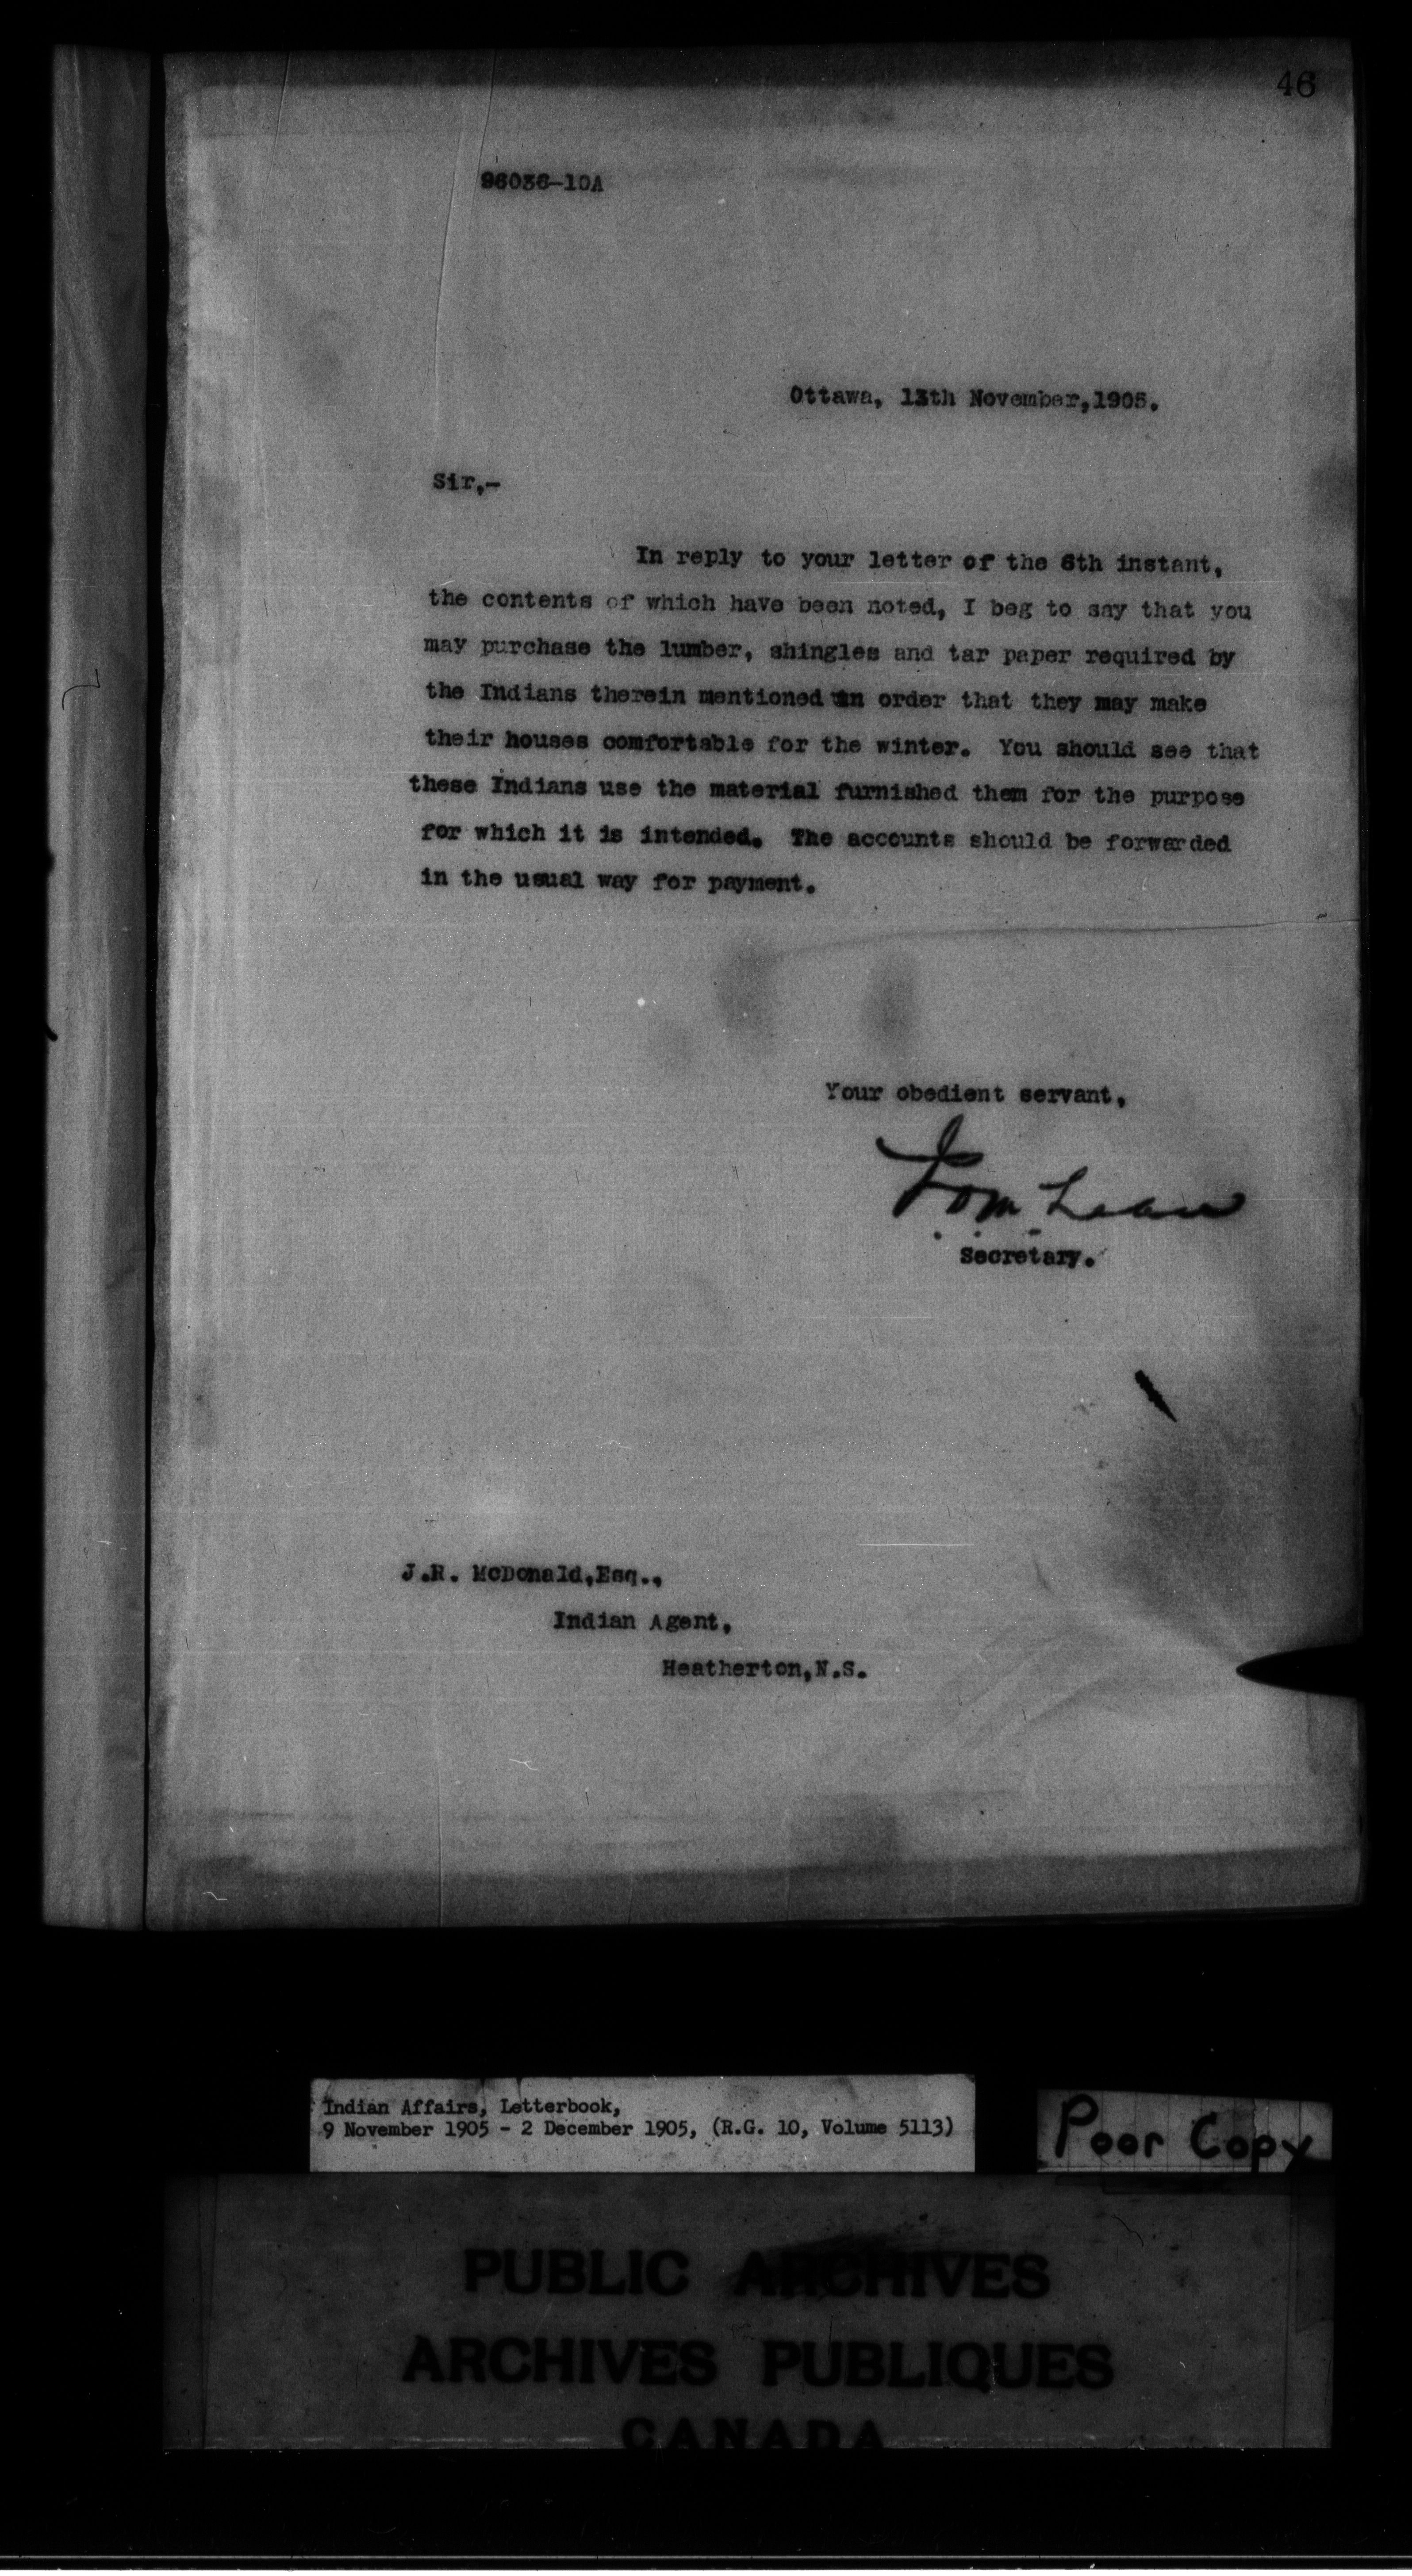 46
96036-10A
Ottawa, 13th November,1905.
Sir,-
In reply to your letter of the 6th instant,
the contents of which have been noted, I beg to say that you
may purchase the lumber, shingles and tar paper required by
the Indians therein mentioned in order that they may make
their houses comfortable for the winter. You should see that
these Indians use the material furnished them for the purpose
for which it is intended. The accounts should be forwarded
in the usual way for payment.
Your obedient servant,
Secretary.
J.R. McDonald,Esq.,
Indian Agent,
Heatherton,N.S.
Indian Affairs, Letterbook,
9 November 1905 - 2 December 1905, (R.G. 10, Volume 5113)
Poor Copy
PUBLIC ARCHIVES
ARCHIVES PUBLIQUES
CANADA